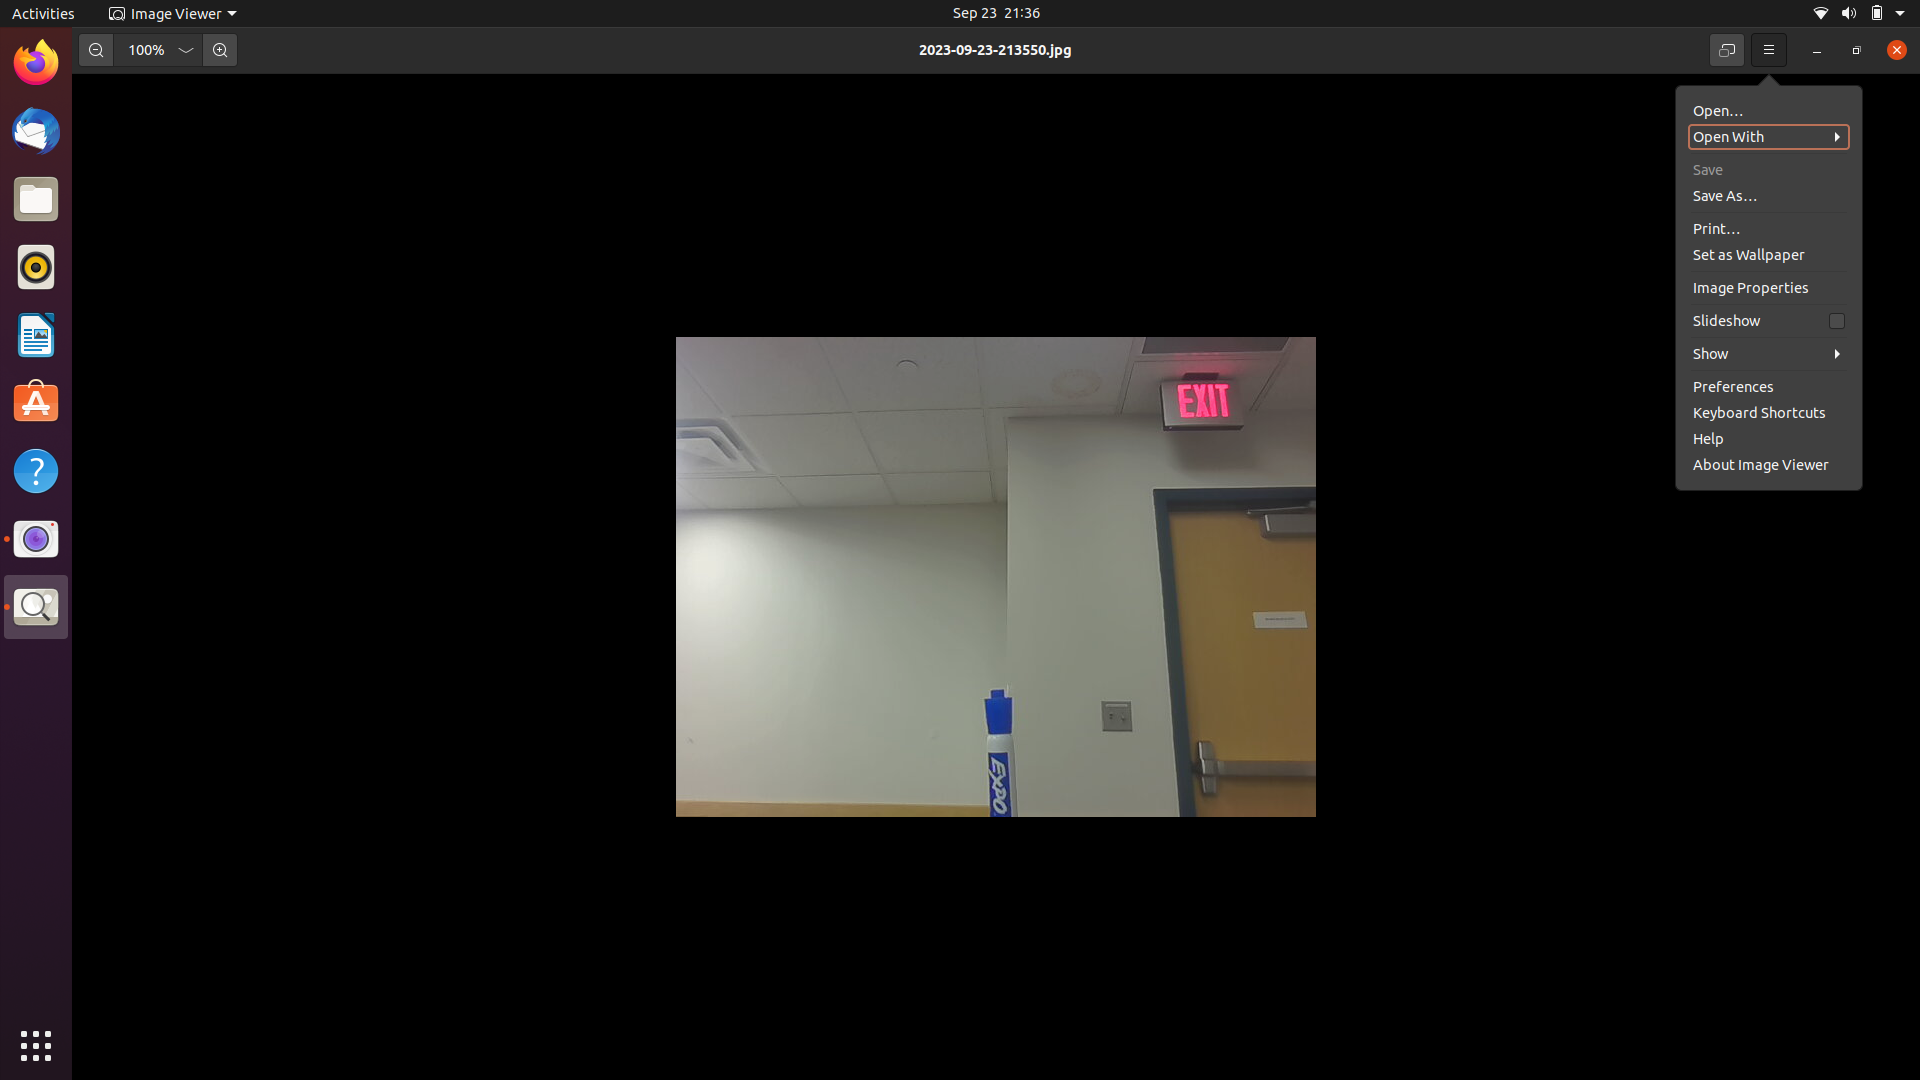 Activities
Image Viewer
Sep 23 21:36
100%
2023-09-23-213550.jpg
Open...
Open With
Save
Save As...
Print...
Set as Wallpaper
Image Properties
Slideshow
Show
Preferences
Keyboard Shortcuts
Help
About Image Viewer
EXIT
EXPO